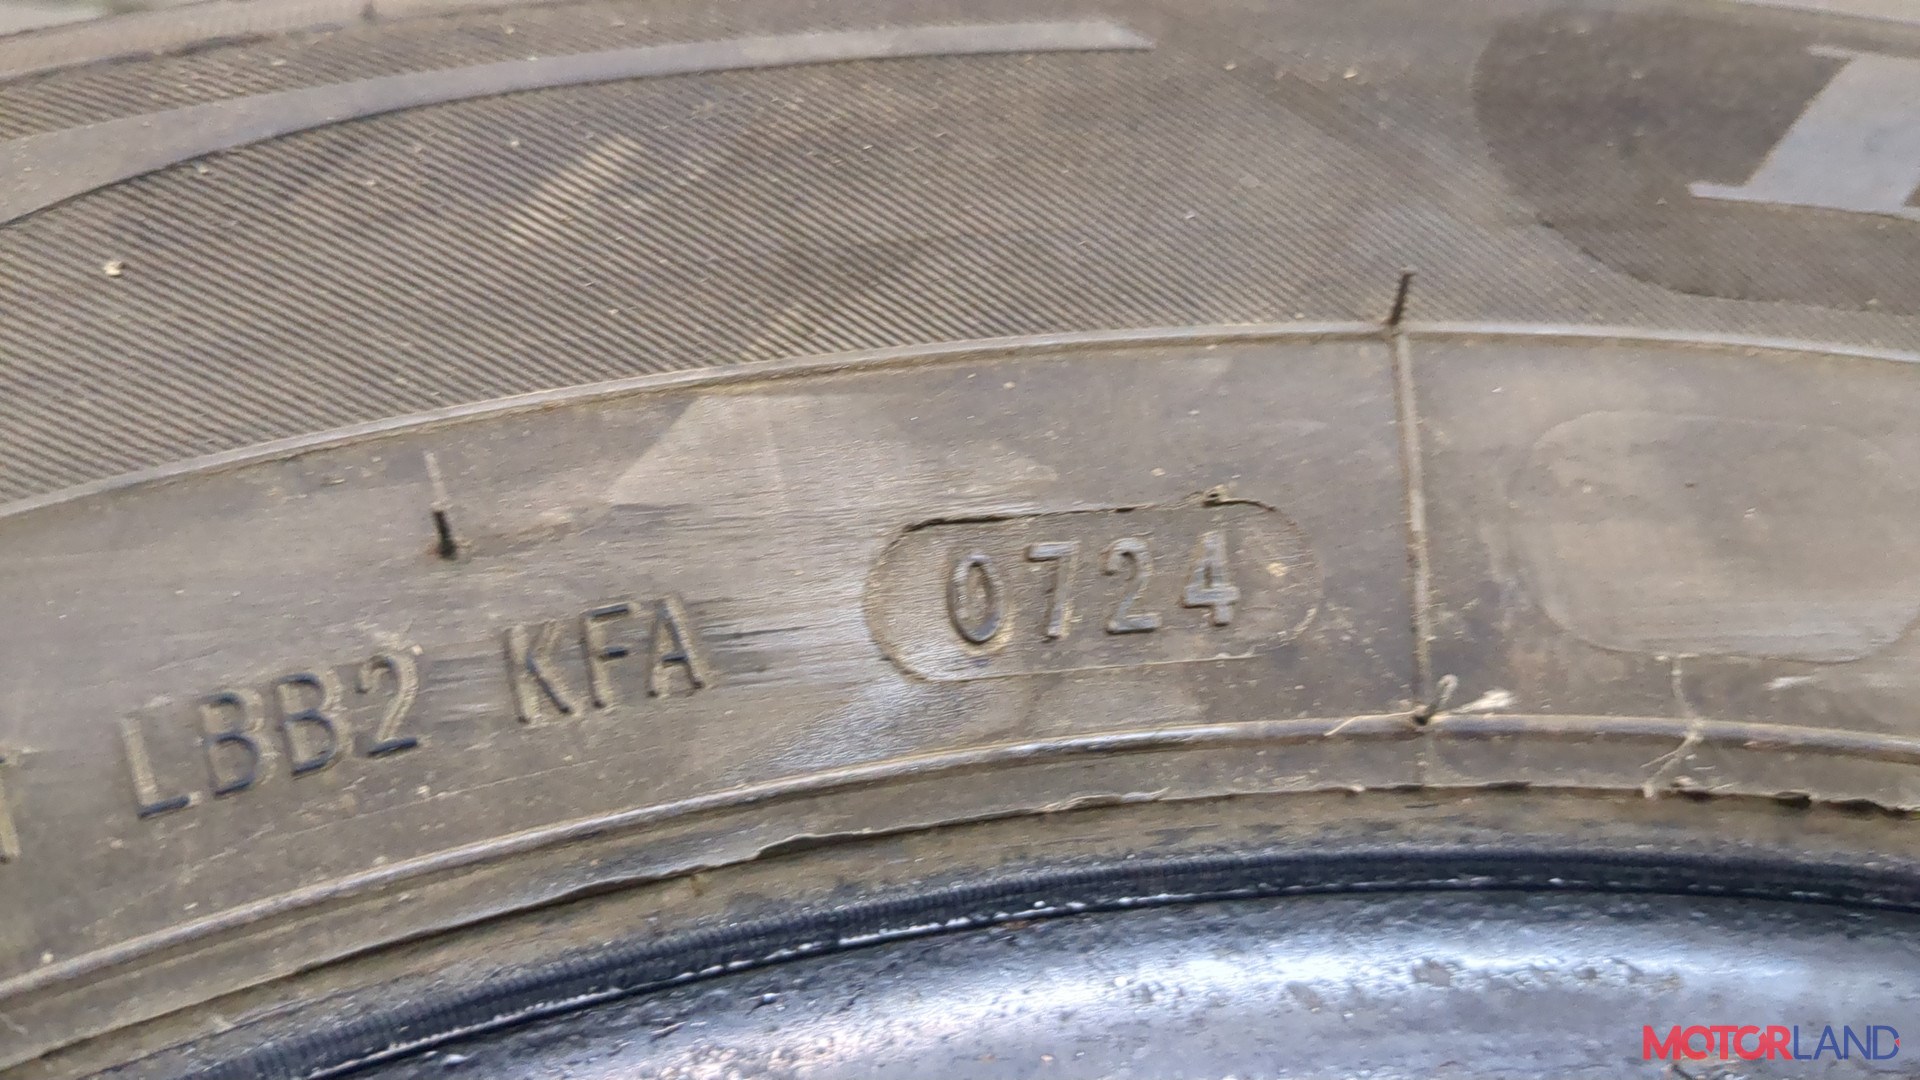 LBB2 KFA 0724
MOTORLAND